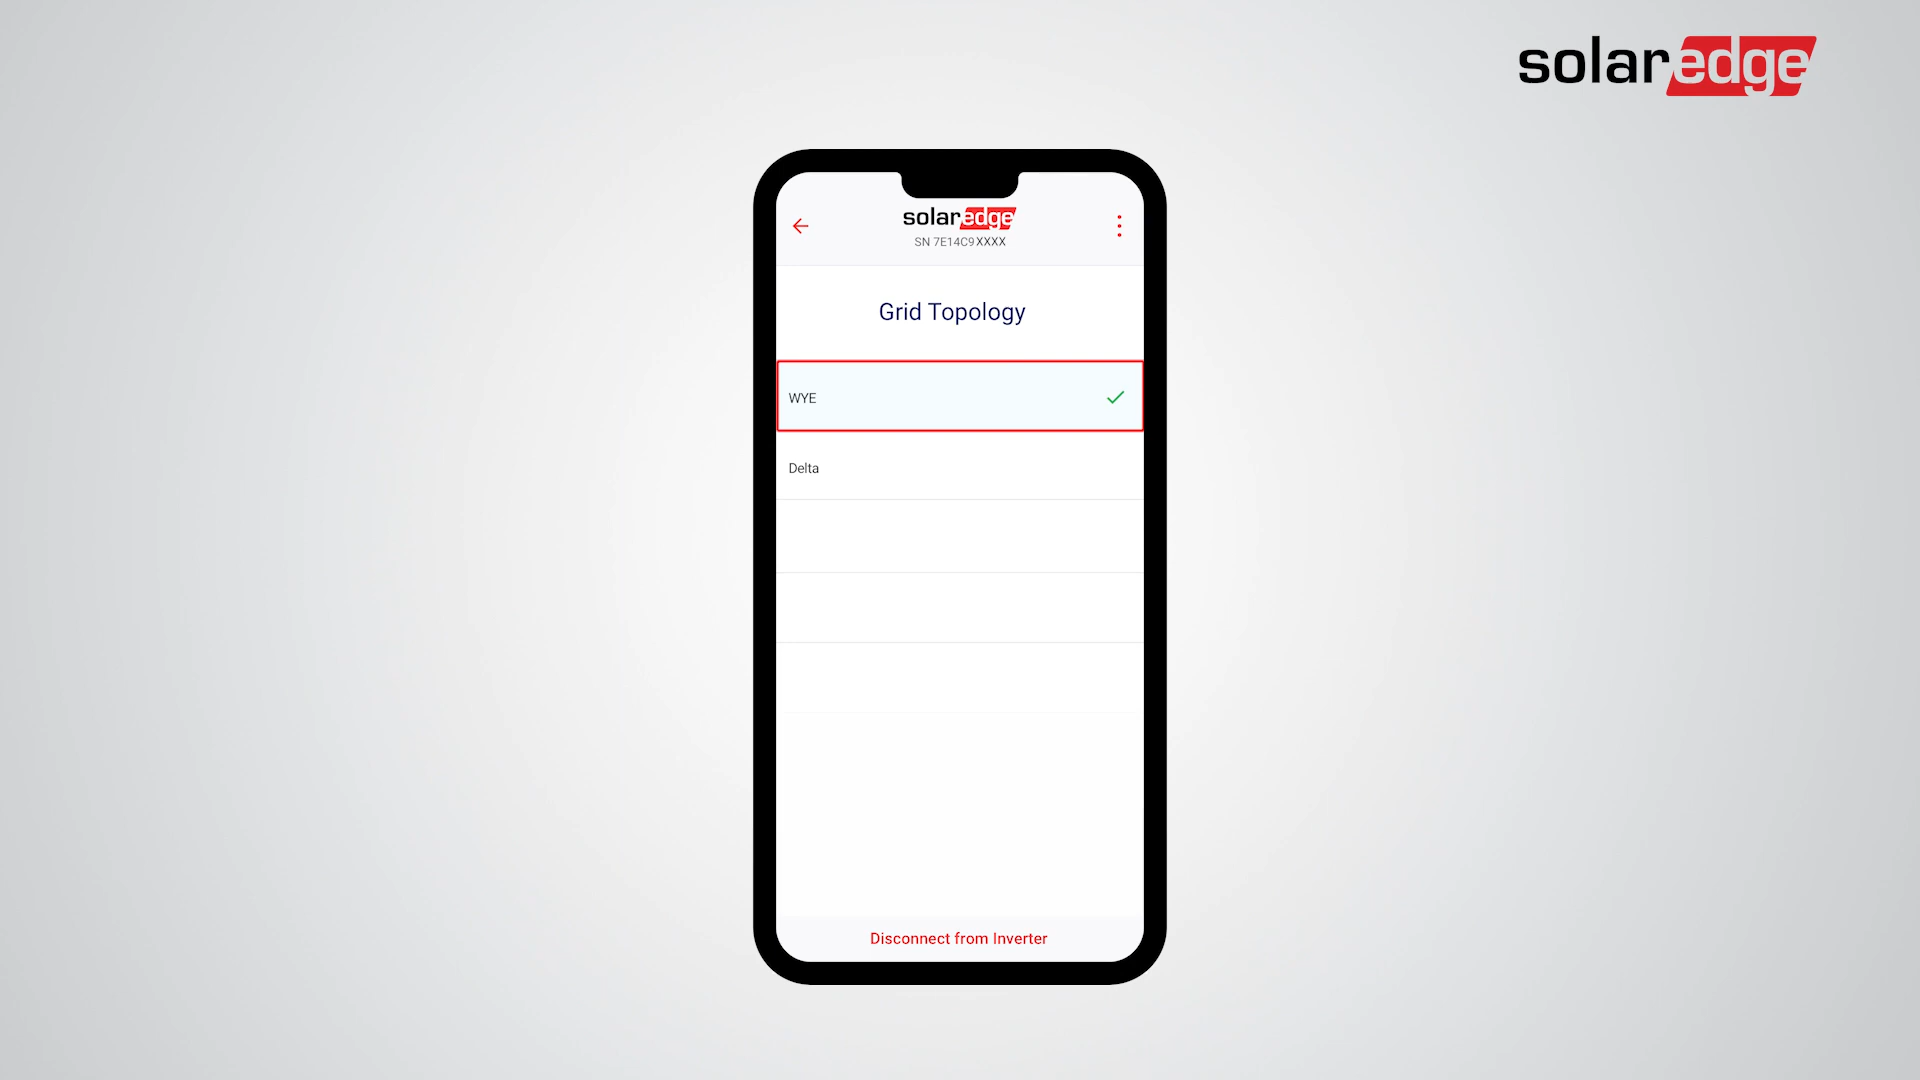 solaredge
solaredge
SN 7E14C9XXXX
Grid Topology
WYE
Delta
Disconnect from Inverter